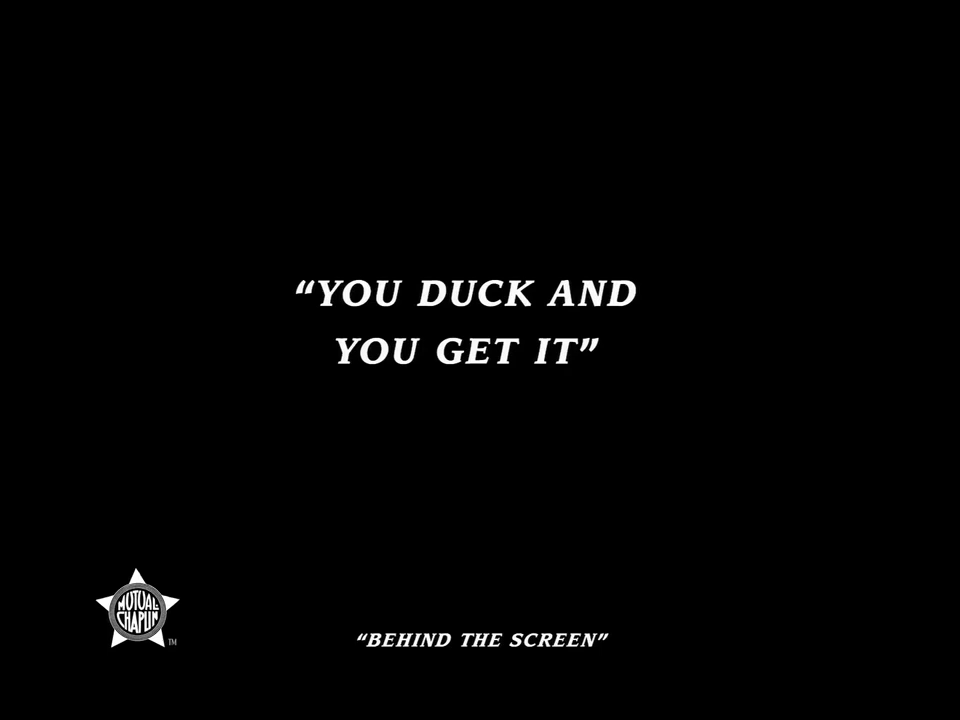 “YOU DUCK AND
YOU GET IT”
MUTUAL
CHAPLIN
TM
“BEHIND THE SCREEN”